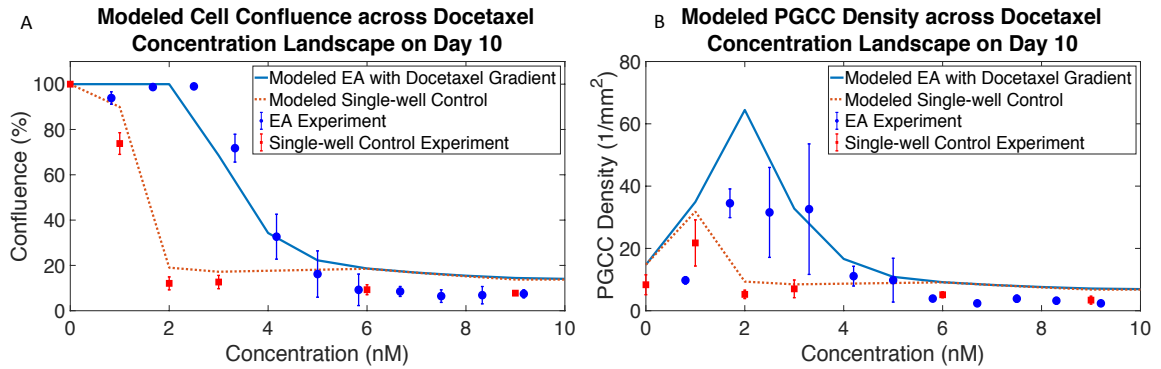 A
Modeled Cell Confluence across Docetaxel
Concentration Landscape on Day 10
Confluence (%)
100
80
60
40
20
0
0
2
4
6
8
10
Concentration (nM)
Modeled EA with Docetaxel Gradient
Modeled Single-well Control
EA Experiment
Single-well Control Experiment
B
Modeled PGCC Density across Docetaxel
Concentration Landscape on Day 10
PGCC Density (1/mm²)
80
60
40
20
0
0
2
4
6
8
10
Concentration (nM)
Modeled EA with Docetaxel Gradient
Modeled Single-well Control
EA Experiment
Single-well Control Experiment